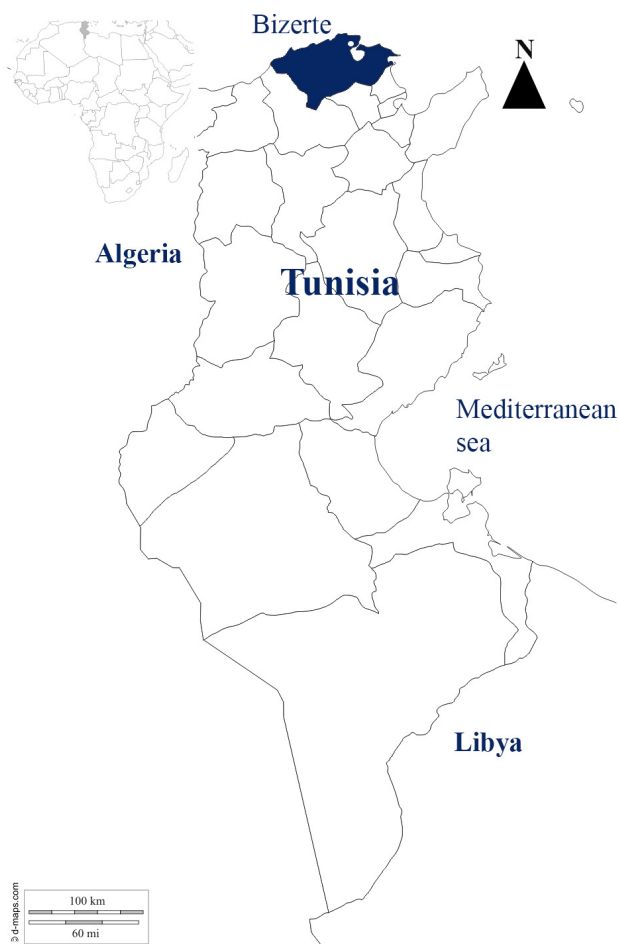 Bizerte
N
Algeria
Tunisia
Mediterranean
sea
Libya
100 km
60 mi
© d-maps.com